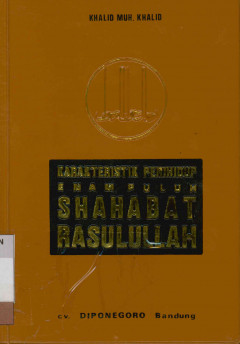 KHALID MUH. KHALID
KARAKTERISTIK PERIHIDUP
ENAM PULUH
SHAHABAT
RASULULLAH
CV. DIPONEGORO Bandung